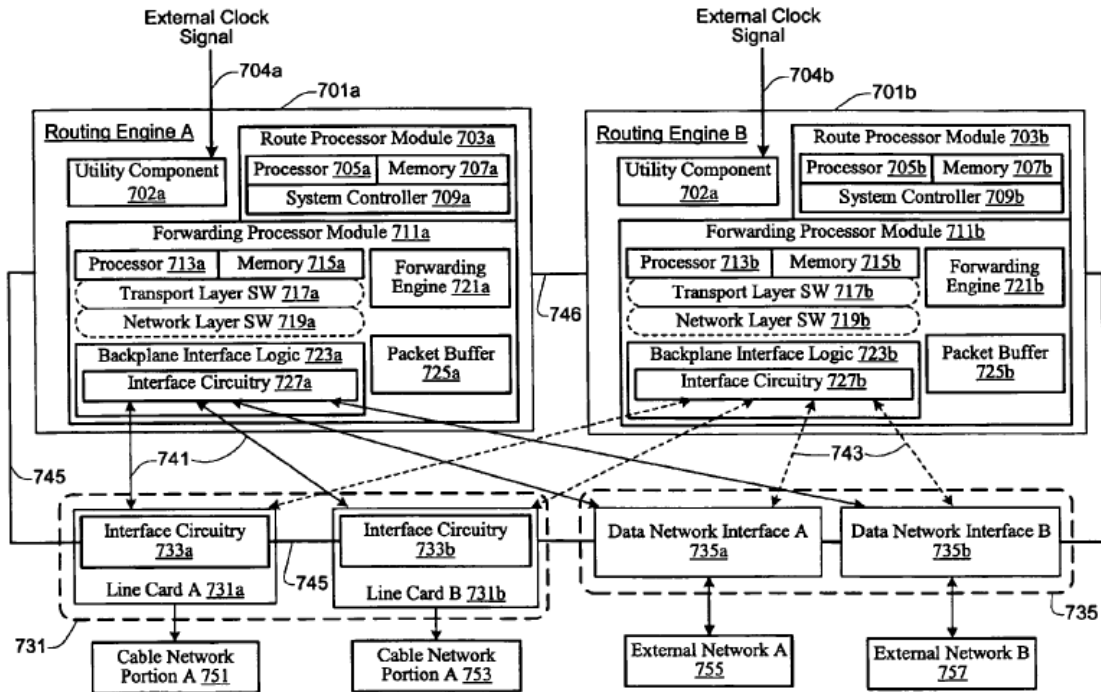 External Clock
Signal
704a
701a
Routing Engine A
Route Processor Module 703a
Processor 705a
Memory 707a
System Controller 709a
Utility Component
702a
Forwarding Processor Module 711a
Processor 713a
Memory 715a
Transport Layer SW 717a
Network Layer SW 719a
Forwarding
Engine
721a
Backplane Interface Logic 723a
Interface Circuitry 727a
Packet Buffer
725a
746
External Clock
Signal
704b
701b
Routing Engine B
Route Processor Module 703b
Processor 705b
Memory 707b
System Controller 709b
Utility Component
702a
Forwarding Processor Module 711b
Processor 713b
Memory 715b
Transport Layer SW 717b
Network Layer SW 719b
Forwarding
Engine
721b
Backplane Interface Logic 723b
Interface Circuitry 727b
Packet Buffer
725b
745
741
743
Interface Circuitry
733a
Line Card A 731a
745
Interface Circuitry
733b
Line Card B 731b
Data Network Interface A
735a
Data Network Interface B
735b
731
735
Cable Network
Portion A 751
Cable Network
Portion A 753
External Network A
755
External Network B
757